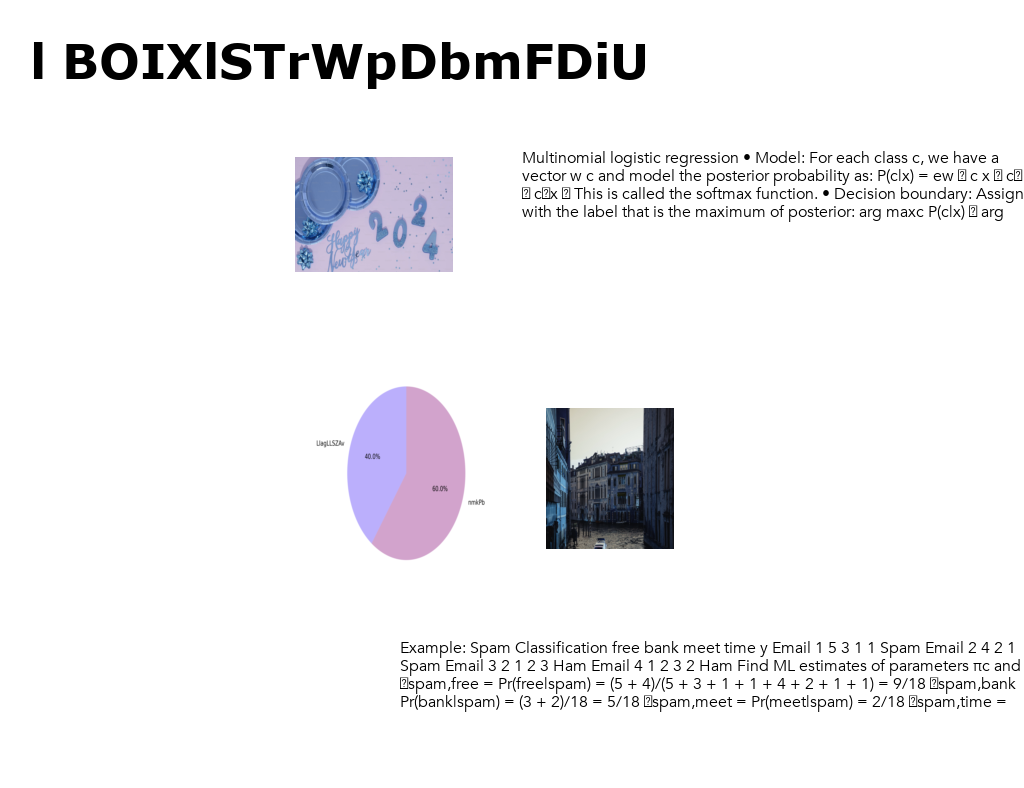 l BOIXlSTrWpDbmFDiU
Multinomial logistic regression • Model: For each class c, we have a
vector w c and model the posterior probability as: P(clx) = ew � c x � c�
� c�x � This is called the softmax function. • Decision boundary: Assign
with the label that is the maximum of posterior: arg maxc P(clx) � arg
2024
Happy
New Year
LlagLLSZAv
40.0%
60.0%
nmkPb
Example: Spam Classification free bank meet time y Email 1 5 3 1 1 Spam Email 2 4 2 1
Spam Email 3 2 1 2 3 Ham Email 4 1 2 3 2 Ham Find ML estimates of parameters πc and
�spam,free = Pr(freelspam) = (5 + 4)/(5 + 3 + 1 + 1 + 4 + 2 + 1 + 1) = 9/18 �spam,bank
Pr(banklspam) = (3 + 2)/18 = 5/18 �spam,meet = Pr(meetlspam) = 2/18 �spam,time =